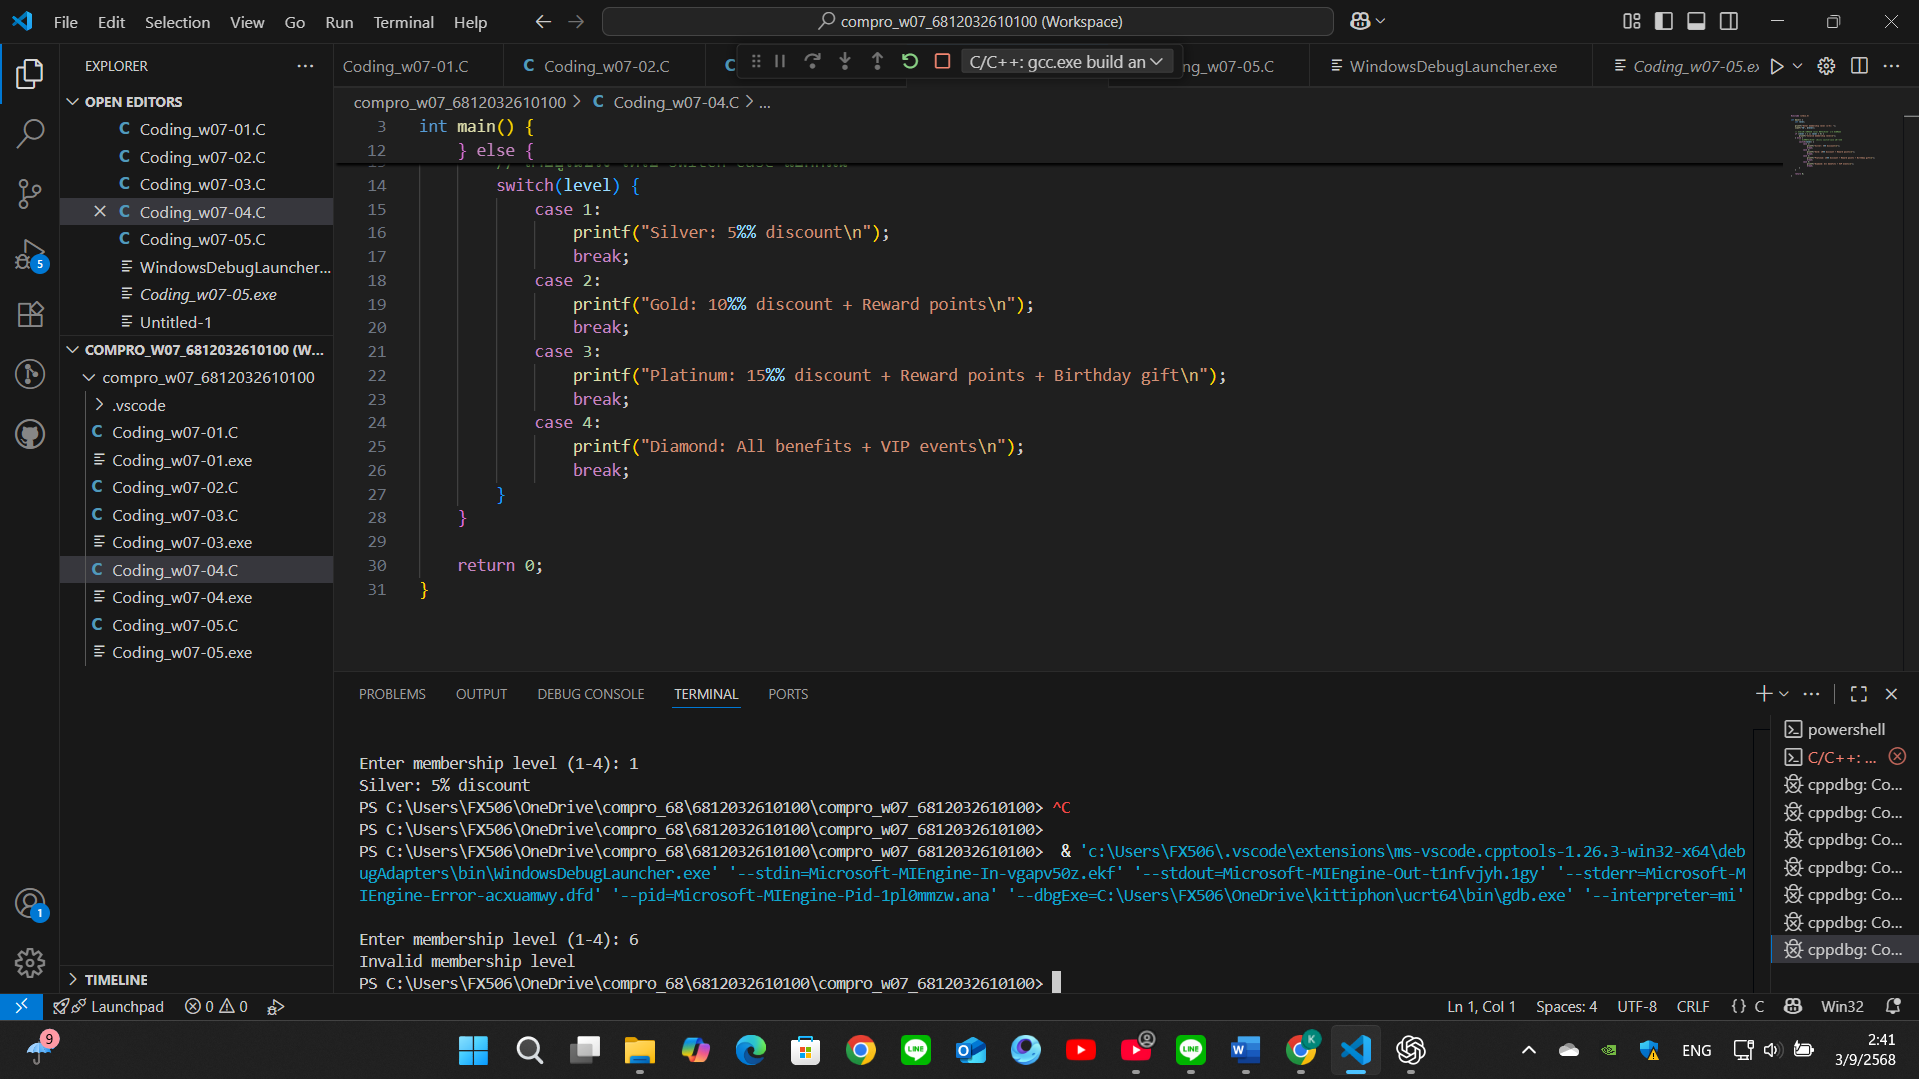 File Edit Selection View Go Run Terminal Help
compro_w07_6812032610100 (Workspace)
EXPLORER
Coding_w07-01.C
Coding_w07-02.C
C/C++: gcc.exe build an
ng_w07-05.C
WindowsDebugLauncher.exe
Coding_w07-05.ex
OPEN EDITORS
Coding_w07-01.C
Coding_w07-02.C
Coding_w07-03.C
Coding_w07-04.C
Coding_w07-05.C
WindowsDebugLauncher...
Coding_w07-05.exe
Untitled-1
COMPRO_W07_6812032610100 (W...
compro_w07_6812032610100
.vscode
Coding_w07-01.C
Coding_w07-01.exe
Coding_w07-02.C
Coding_w07-03.C
Coding_w07-03.exe
Coding_w07-04.C
Coding_w07-04.exe
Coding_w07-05.C
Coding_w07-05.exe
TIMELINE
compro_w07_6812032610100 > C Coding_w07-04.C > ...
3 int main() {
12 } else {
14 switch(level) {
15 case 1:
16 printf("Silver: 5%% discount\n");
17 break;
18 case 2:
19 printf("Gold: 10%% discount + Reward points\n");
20 break;
21 case 3:
22 printf("Platinum: 15%% discount + Reward points + Birthday gift\n");
23 break;
24 case 4:
25 printf("Diamond: All benefits + VIP events\n");
26 break;
27 }
28 }
29
30 return 0;
31 }
PROBLEMS OUTPUT DEBUG CONSOLE TERMINAL PORTS
Enter membership level (1-4): 1
Silver: 5% discount
PS C:\Users\FX506\OneDrive\compro_68\6812032610100\compro_w07_6812032610100> ^C
PS C:\Users\FX506\OneDrive\compro_68\6812032610100\compro_w07_6812032610100>
PS C:\Users\FX506\OneDrive\compro_68\6812032610100\compro_w07_6812032610100> & 'c:\Users\FX506\.vscode\extensions\ms-vscode.cpptools-1.26.3-win32-x64\deb
ugAdapters\bin\WindowsDebugLauncher.exe' '--stdin=Microsoft-MIEngine-In-vgapv50z.ekf' '--stdout=Microsoft-MIEngine-Out-t1nfvjyh.1gy' '--stderr=Microsoft-M
IEngine-Error-acxuamwy.dfd' '--pid=Microsoft-MIEngine-Pid-1pl0mmzw.ana' '--dbgExe=C:\Users\FX506\OneDrive\kittiphon\ucrt64\bin\gdb.exe' '--interpreter=mi'
Enter membership level (1-4): 6
Invalid membership level
PS C:\Users\FX506\OneDrive\compro_68\6812032610100\compro_w07_6812032610100>
powershell
C/C++: ...
cppdbg: Co...
cppdbg: Co...
cppdbg: Co...
cppdbg: Co...
cppdbg: Co...
cppdbg: Co...
cppdbg: Co...
Launchpad 0 0
Ln 1, Col 1 Spaces: 4 UTF-8 CRLF {} C Win32
9
ENG
2:41
3/9/2568